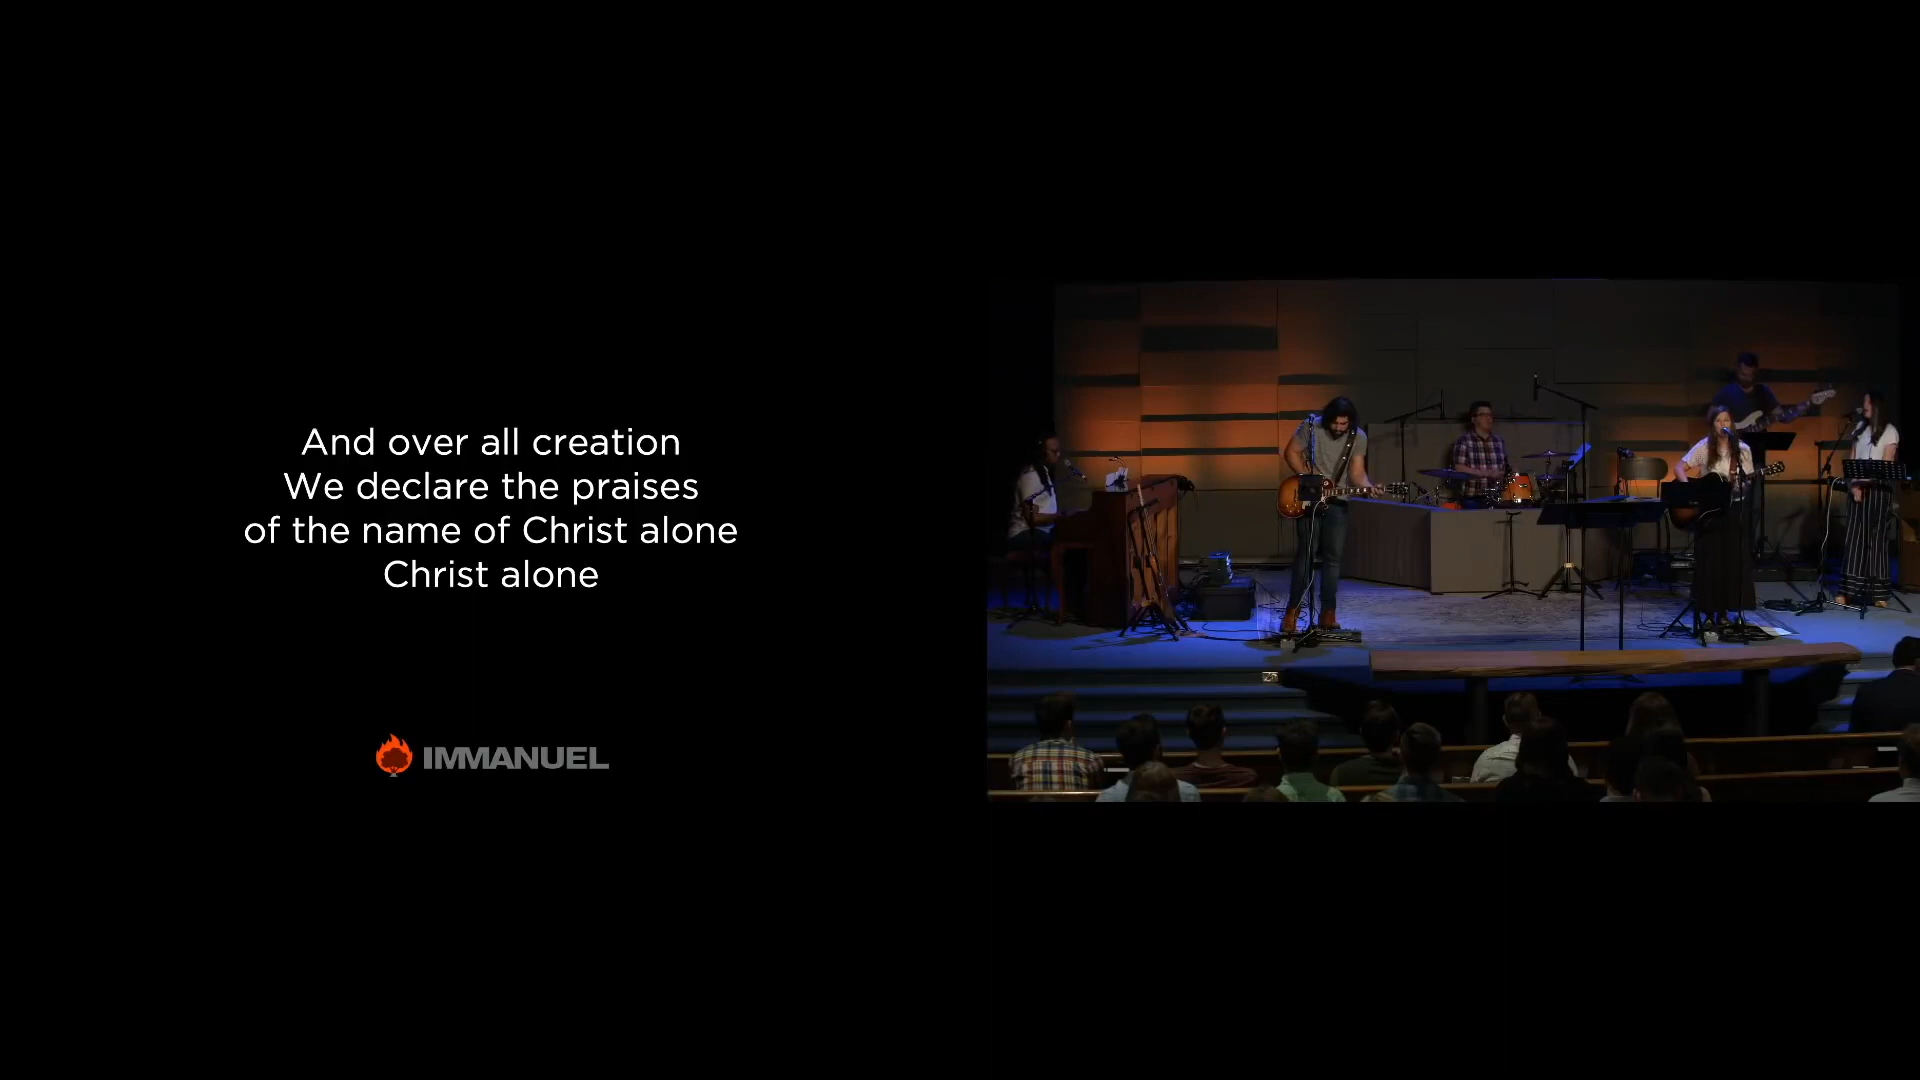 And over all creation
We declare the praises
of the name of Christ alone
Christ alone
IMMANUEL